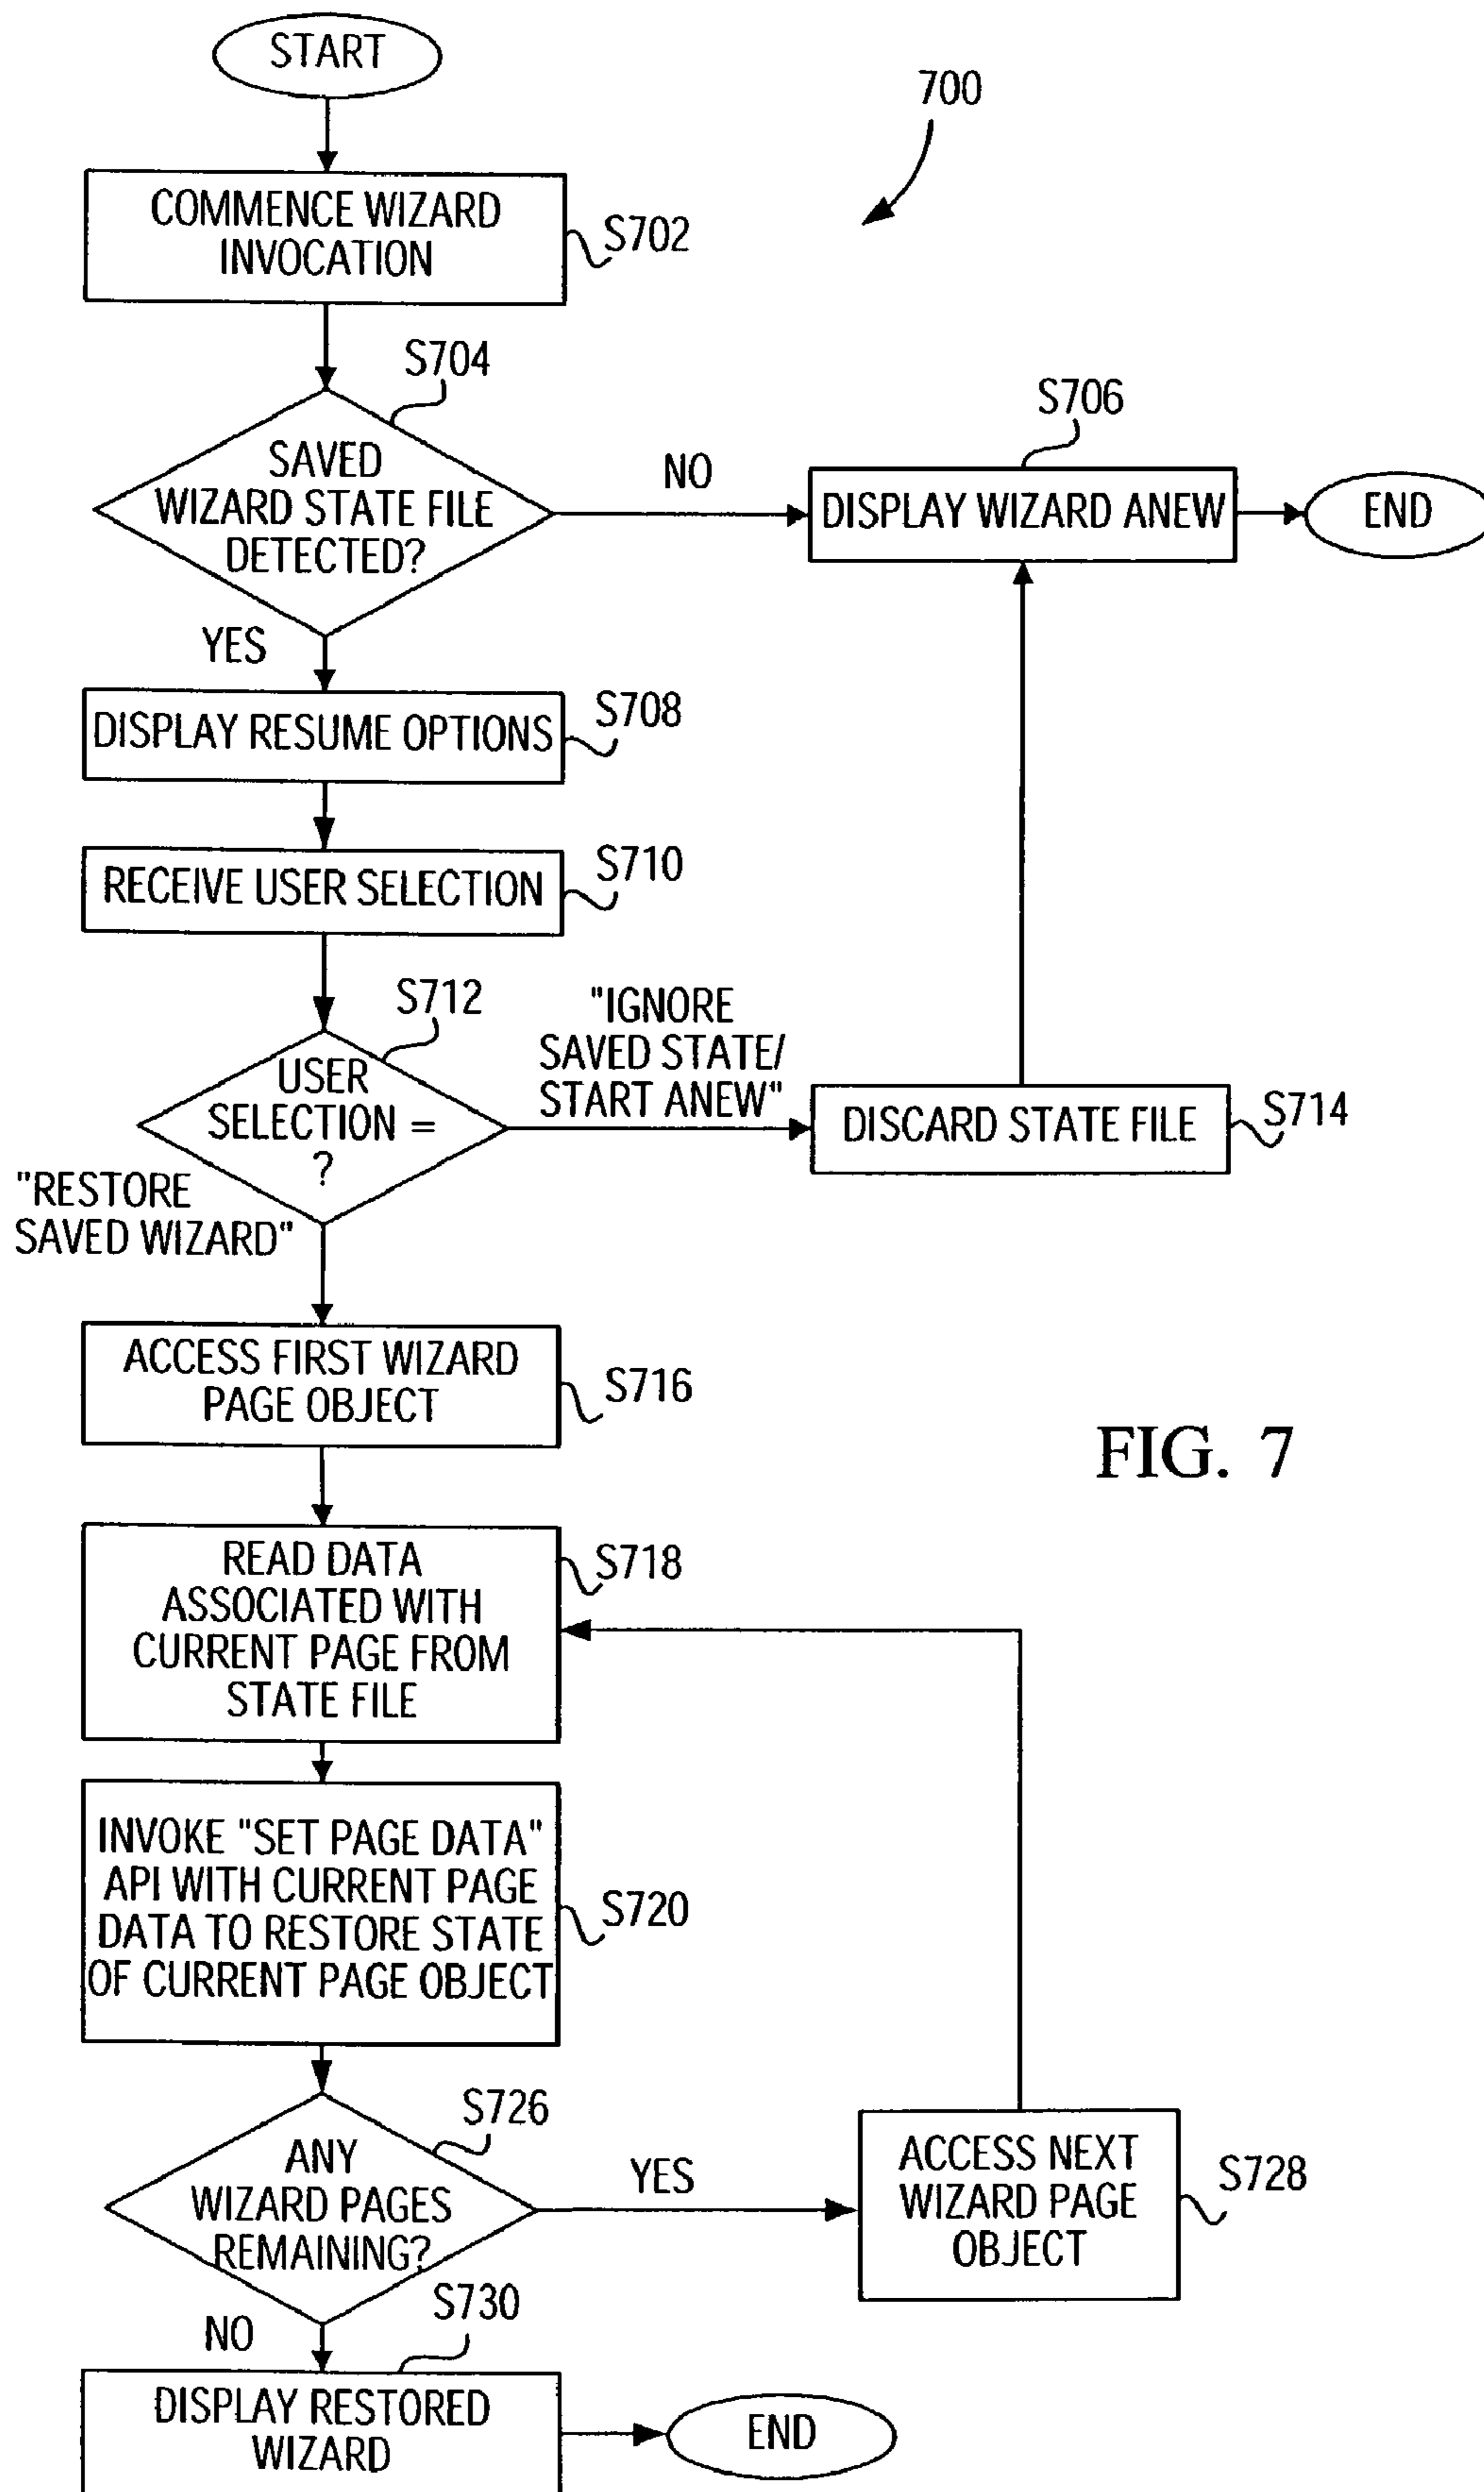 START
700
COMMENCE WIZARD
INVOCATION
S702
S704
SAVED
WIZARD STATE FILE
DETECTED?
NO
S706
DISPLAY WIZARD ANEW
END
YES
DISPLAY RESUME OPTIONS
S708
RECEIVE USER SELECTION
S710
S712
USER
SELECTION =
?
"IGNORE
SAVED STATE/
START ANEW"
DISCARD STATE FILE
S714
"RESTORE
SAVED WIZARD"
ACCESS FIRST WIZARD
PAGE OBJECT
S716
FIG. 7
READ DATA
ASSOCIATED WITH
CURRENT PAGE FROM
STATE FILE
S718
INVOKE "SET PAGE DATA"
API WITH CURRENT PAGE
DATA TO RESTORE STATE
OF CURRENT PAGE OBJECT
S720
S726
ANY
WIZARD PAGES
REMAINING?
YES
ACCESS NEXT
WIZARD PAGE
OBJECT
S728
NO
S730
DISPLAY RESTORED
WIZARD
END